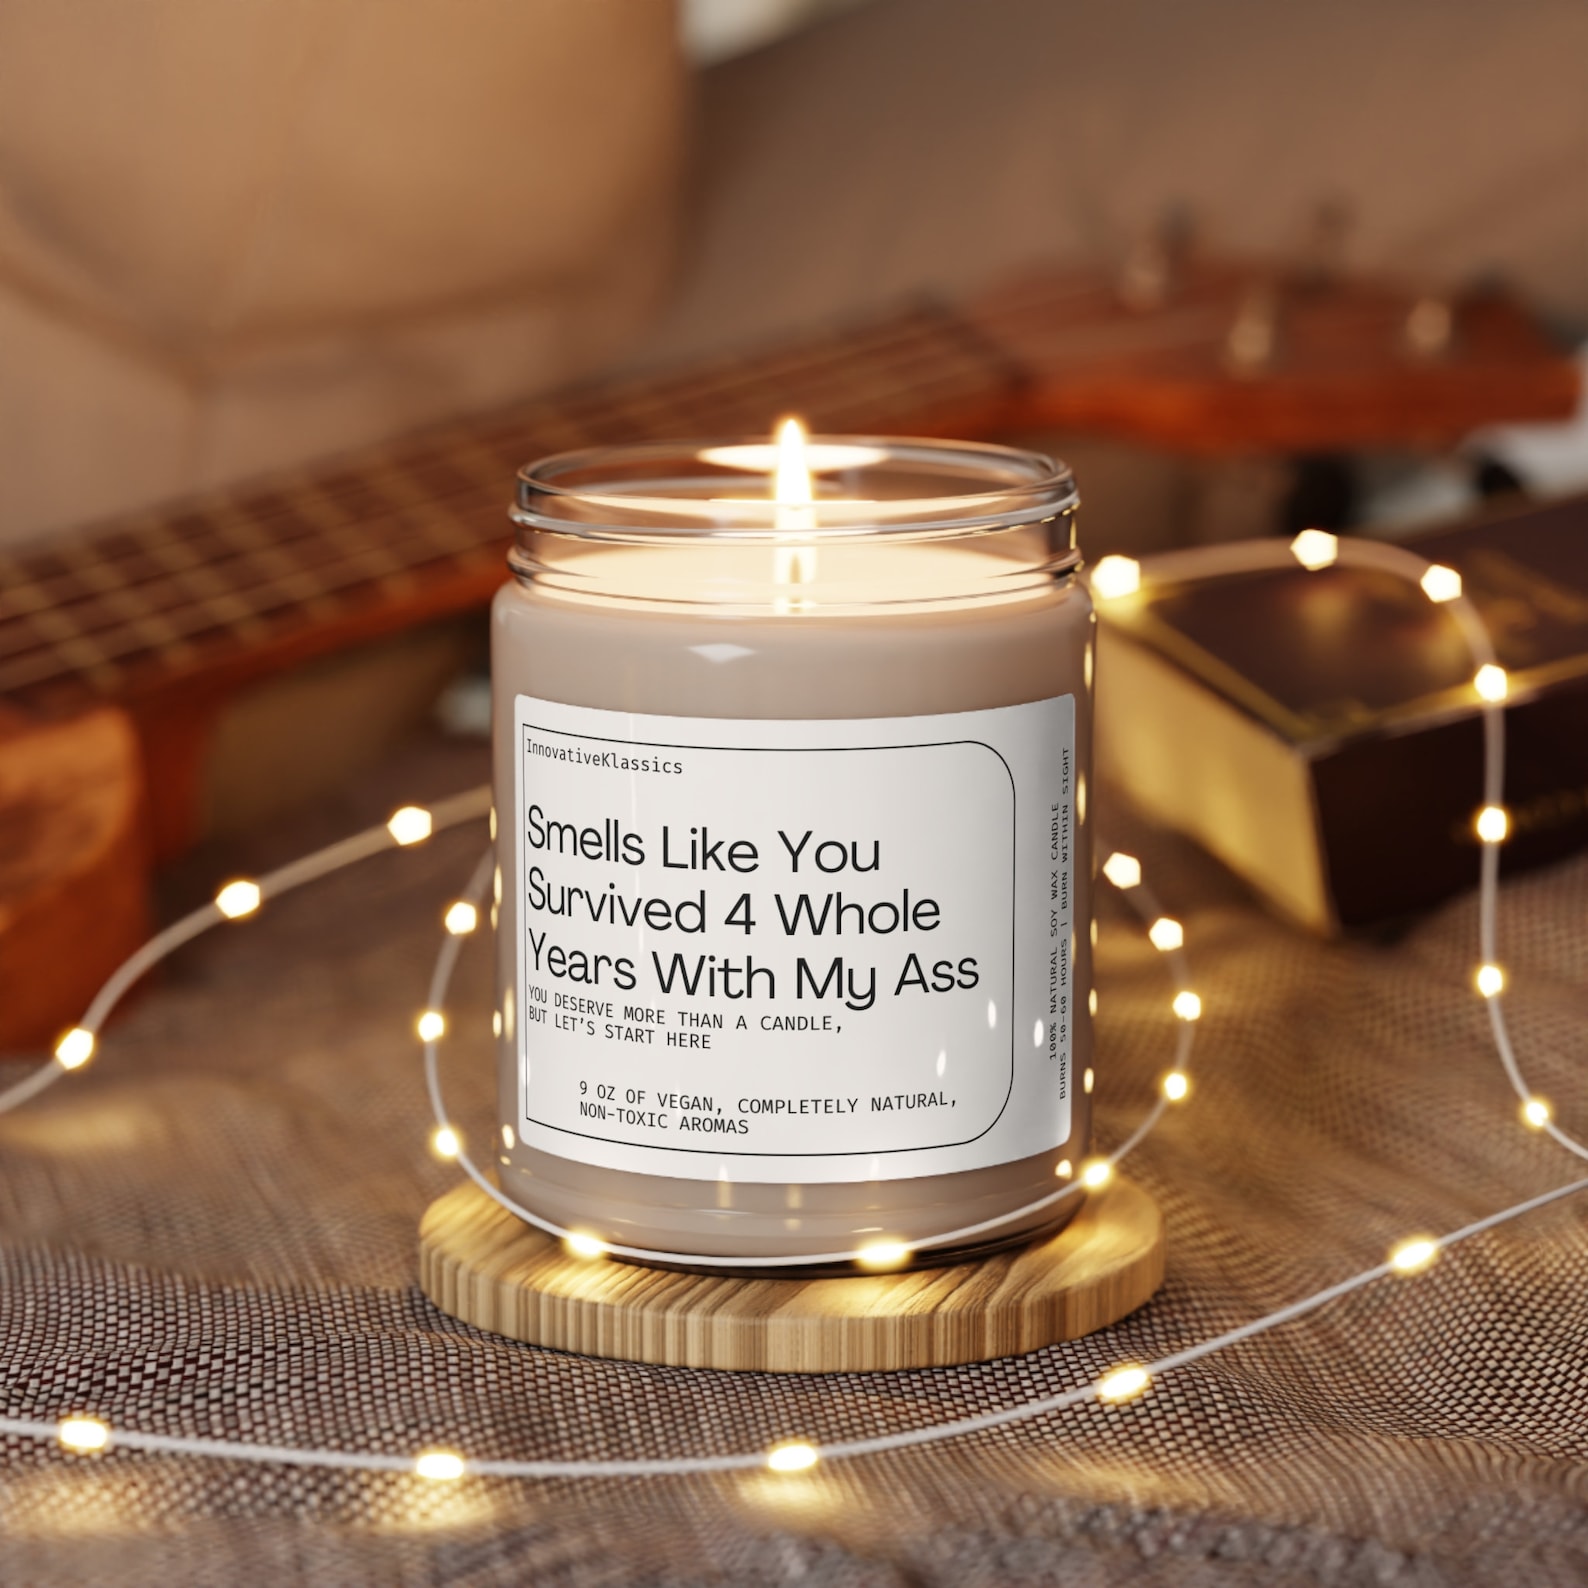 InnovativeKlassics
Smells Like You
Survived 4 Whole
Years With My Ass
YOU DESERVE MORE THAN A CANDLE,
BUT LET'S START HERE
9 OZ OF VEGAN, COMPLETELY NATURAL,
NON-TOXIC AROMAS
100% NATURAL SOY WAX CANDLE
BURNS 50-60 HOURS | BURN WITHIN SIGHT